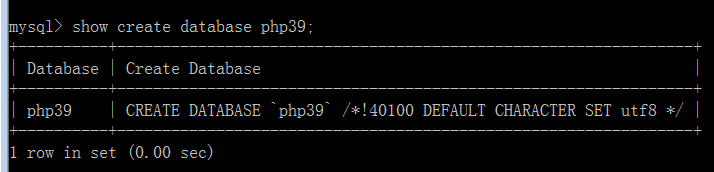 mysql> show create database php39;
+----------+----------------------------------------------------------------+
| Database | Create Database                                                |
+----------+----------------------------------------------------------------+
| php39    | CREATE DATABASE `php39` /*!40100 DEFAULT CHARACTER SET utf8 */ |
+----------+----------------------------------------------------------------+
1 row in set (0.00 sec)